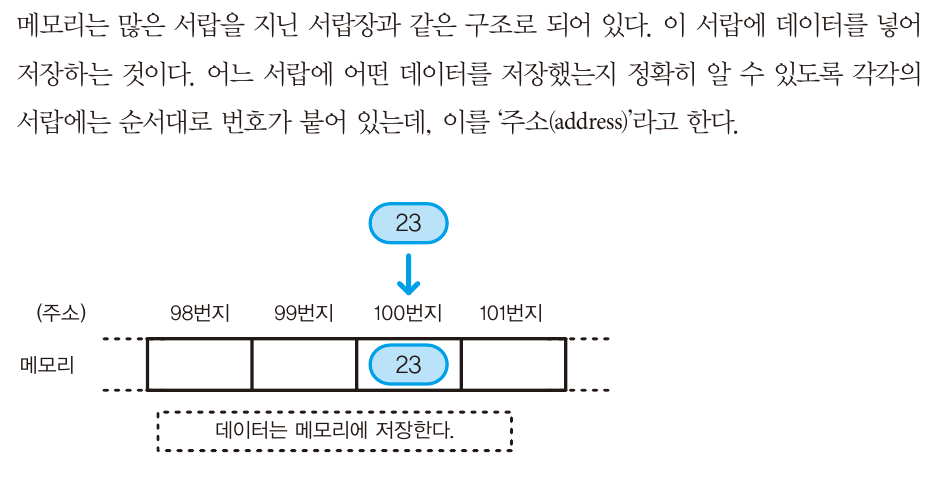 메모리는 많은 서랍을 지닌 서랍장과 같은 구조로 되어 있다. 이 서랍에 데이터를 넣어
저장하는 것이다. 어느 서랍에 어떤 데이터를 저장했는지 정확히 알 수 있도록 각각의
서랍에는 순서대로 번호가 붙어 있는데, 이를 ‘주소(address)’라고 한다.
23
(주소) 98번지 99번지 100번지 101번지
메모리 23
데이터는 메모리에 저장한다.